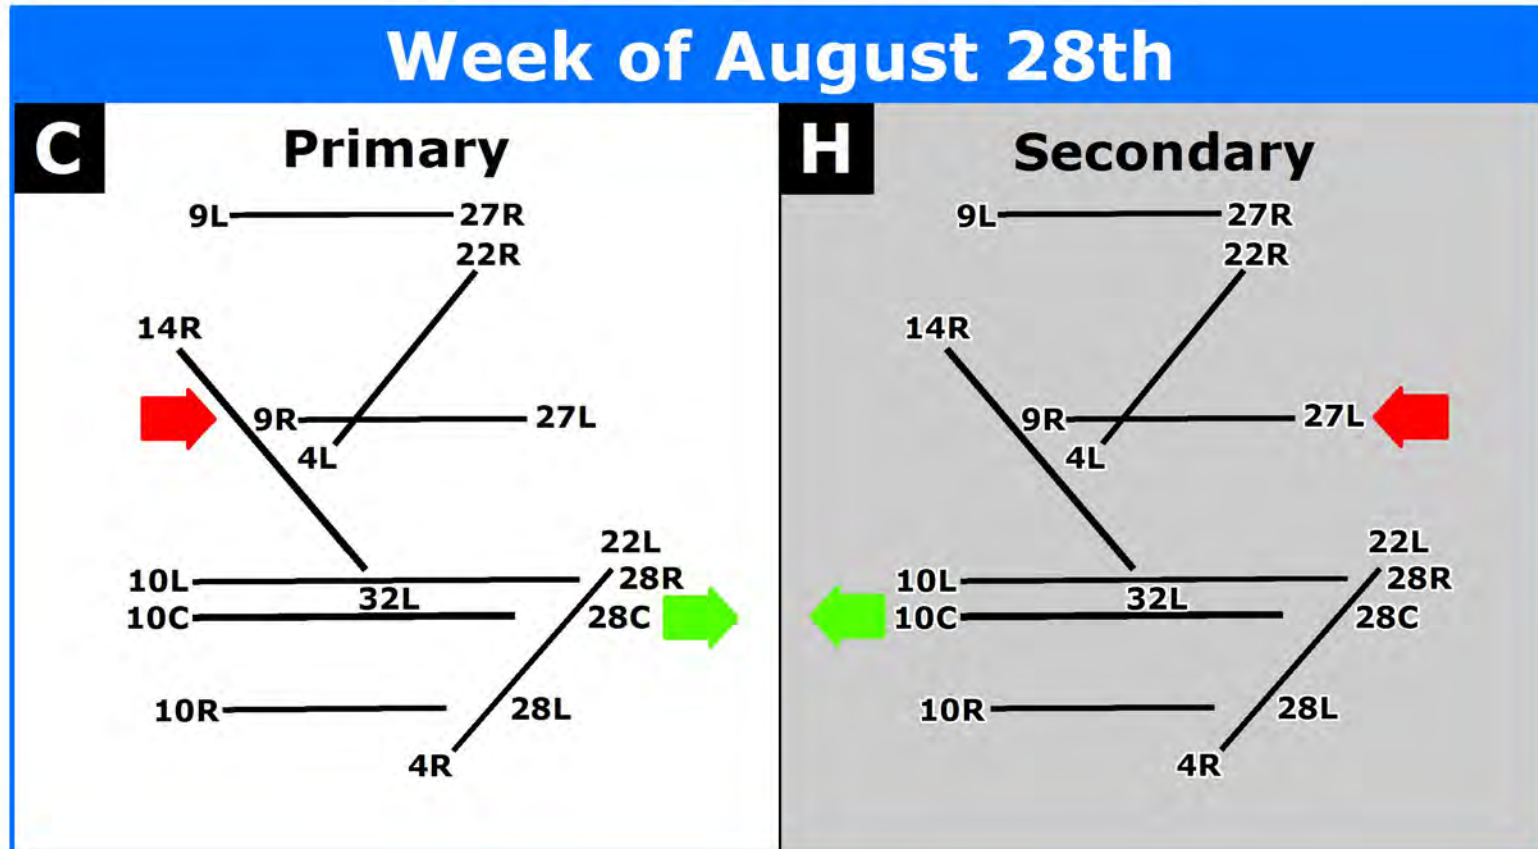 Week of August 28th
C
Primary
9L
27R
22R
14R
9R
27L
4L
22L
10L
28R
32L
10C
28C
10R
28L
4R
H
Secondary
9L
27R
22R
14R
9R
27L
4L
22L
10L
28R
32L
10C
28C
10R
28L
4R